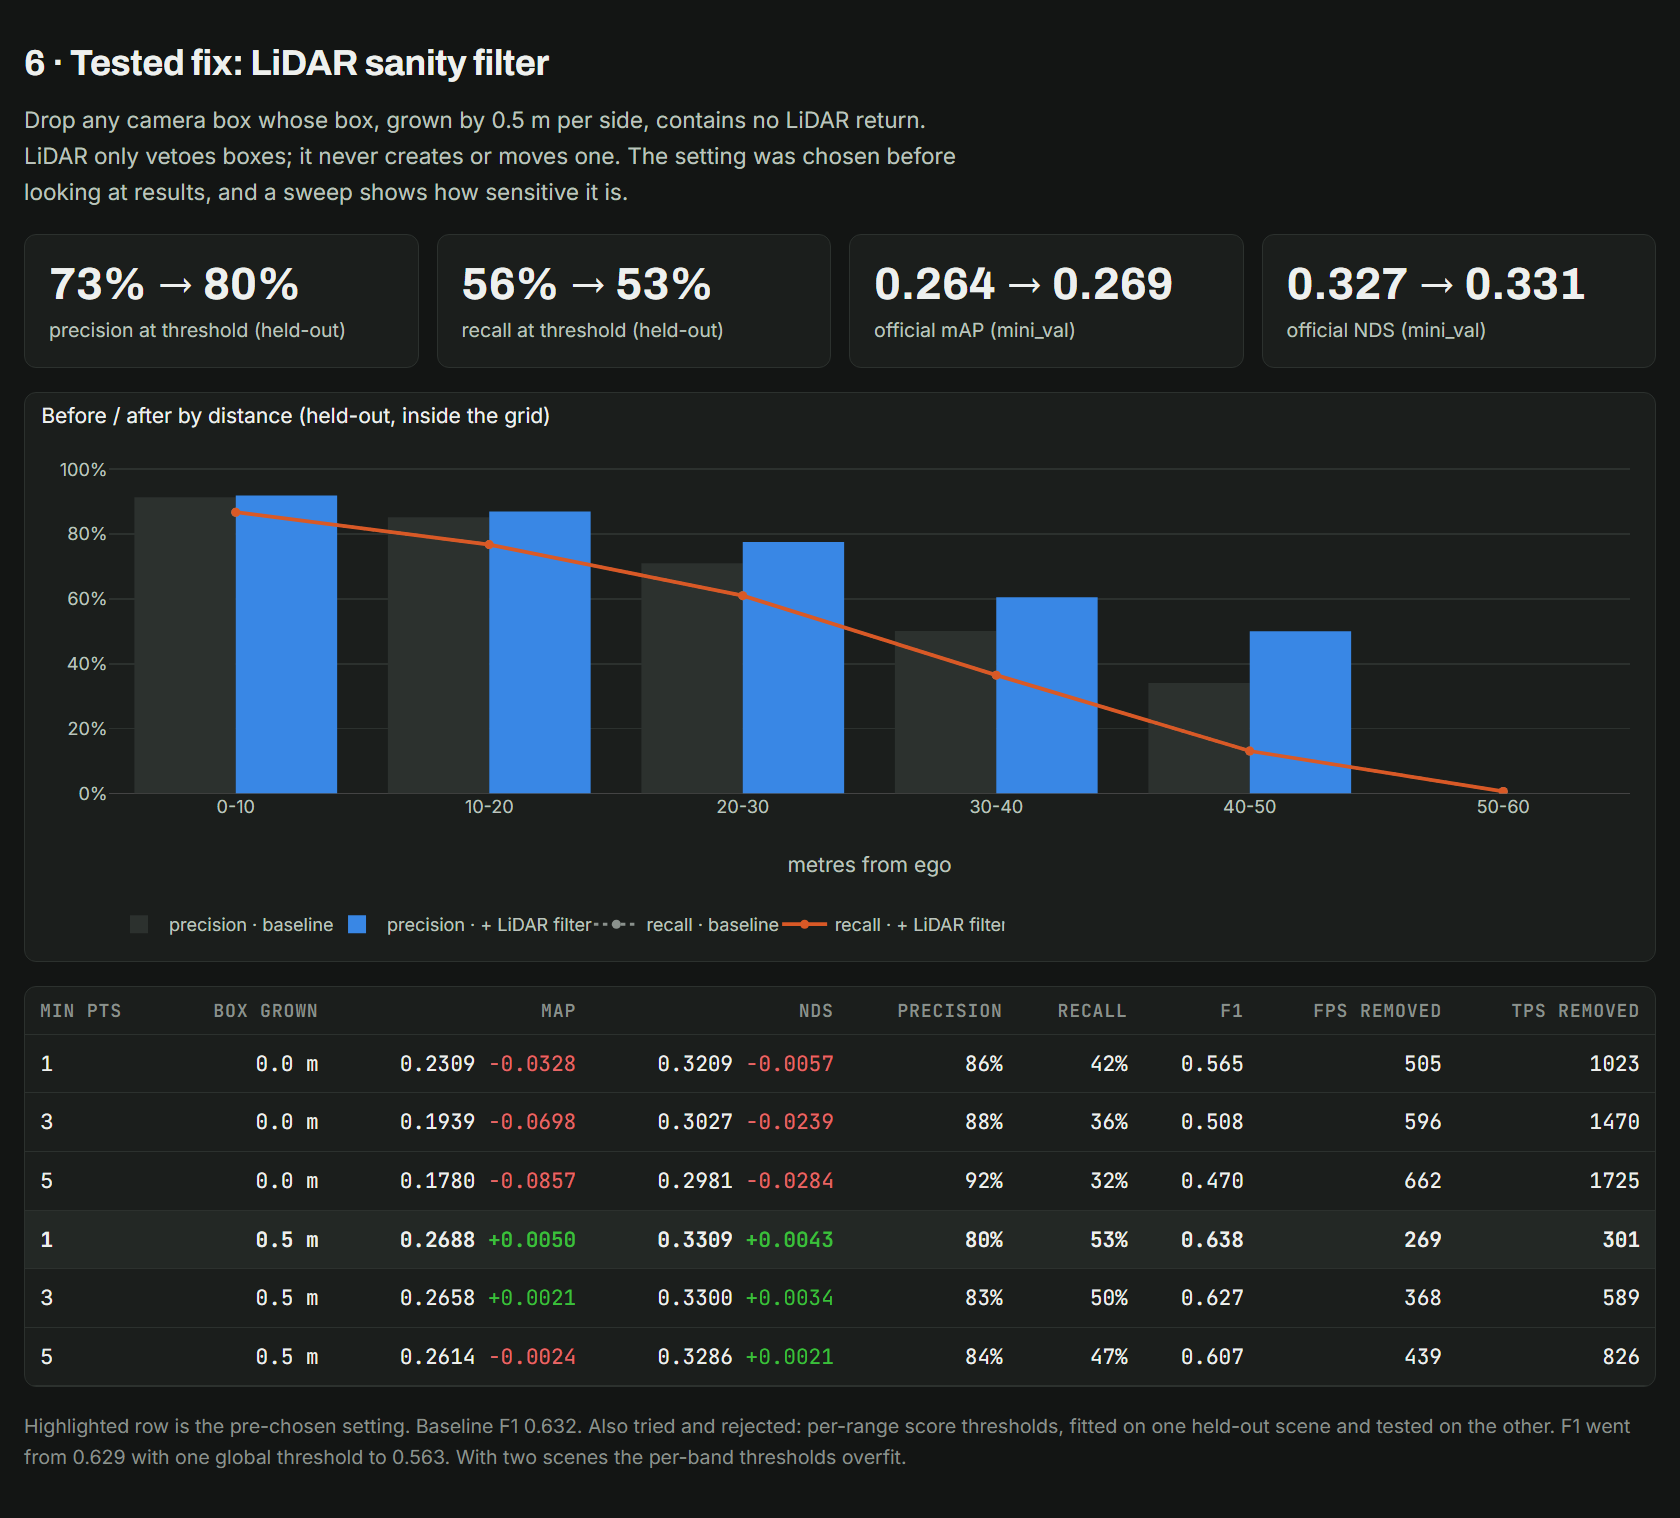 6 · Tested fix: LiDAR sanity filter
Drop any camera box whose box, grown by 0.5 m per side, contains no LiDAR return.
LiDAR only vetoes boxes; it never creates or moves one. The setting was chosen before
looking at results, and a sweep shows how sensitive it is.
73% → 80%
precision at threshold (held-out)
56% → 53%
recall at threshold (held-out)
0.264 → 0.269
official mAP (mini_val)
0.327 → 0.331
official NDS (mini_val)
Before / after by distance (held-out, inside the grid)
100%
80%
60%
40%
20%
0%
0-10 10-20 20-30 30-40 40-50 50-60
metres from ego
precision · baseline precision · + LiDAR filter recall · baseline recall · + LiDAR filter
MIN PTS BOX GROWN MAP NDS PRECISION RECALL F1 FPS REMOVED TPS REMOVED
1 0.0 m 0.2309 -0.0328 0.3209 -0.0057 86% 42% 0.565 505 1023
3 0.0 m 0.1939 -0.0698 0.3027 -0.0239 88% 36% 0.508 596 1470
5 0.0 m 0.1780 -0.0857 0.2981 -0.0284 92% 32% 0.470 662 1725
1 0.5 m 0.2688 +0.0050 0.3309 +0.0043 80% 53% 0.638 269 301
3 0.5 m 0.2658 +0.0021 0.3300 +0.0034 83% 50% 0.627 368 589
5 0.5 m 0.2614 -0.0024 0.3286 +0.0021 84% 47% 0.607 439 826
Highlighted row is the pre-chosen setting. Baseline F1 0.632. Also tried and rejected: per-range score thresholds, fitted on one held-out scene and tested on the other. F1 went
from 0.629 with one global threshold to 0.563. With two scenes the per-band thresholds overfit.